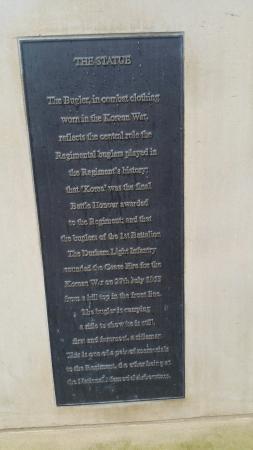 THE STATUE
The Bugler, in combat clothing
worn in the Korean War,
reflects the central role the
Regimental buglers played in
the Regiment's history;
that 'Korea' was the final
Battle Honour awarded
to the Regiment; and that
the buglers of the 1st Battalion
The Durham Light Infantry
sounded the Cease Fire for the
Korean War on 27th July 1953
from a hill top in the front line.
The bugler is carrying
a rifle to show he is still,
first and foremost, a rifleman.
This is one of a pair of memorials
to the Regiment, the other being at
the National Memorial Arboretum.